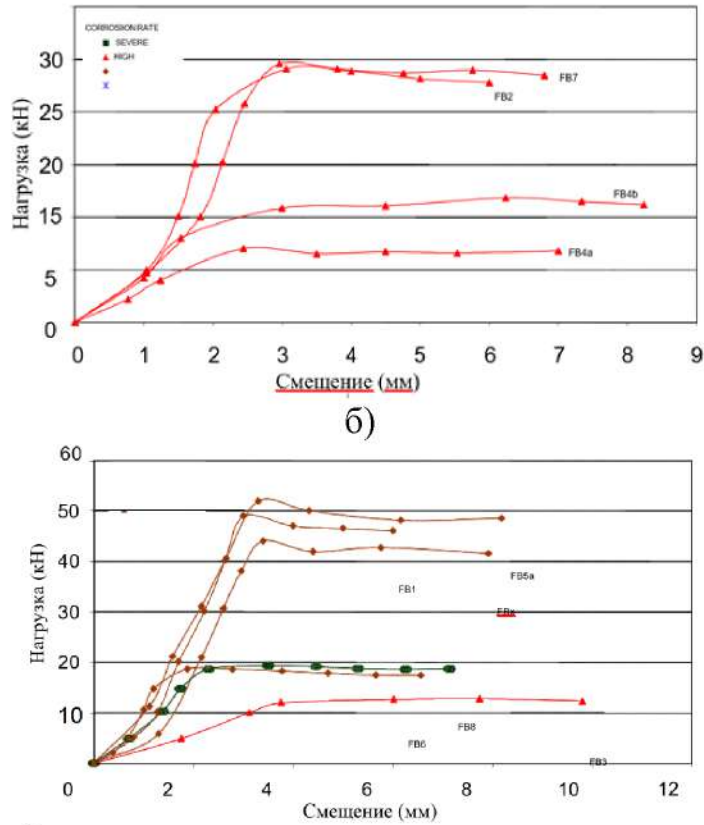 CORROSION RATE
SEVERE
HIGH
30
25
20
15
5
0
Нагрузка (кН)
FB7
FB2
FB4b
FB4a
0 1 2 3 4 5 6 7 8 9
Смещение (мм)
б)
60
50
40
30
20
10
0
Нагрузка (кН)
FB5a
FB1
FBx
FB8
FB6
FB3
0 2 4 6 8 10 12
Смещение (мм)